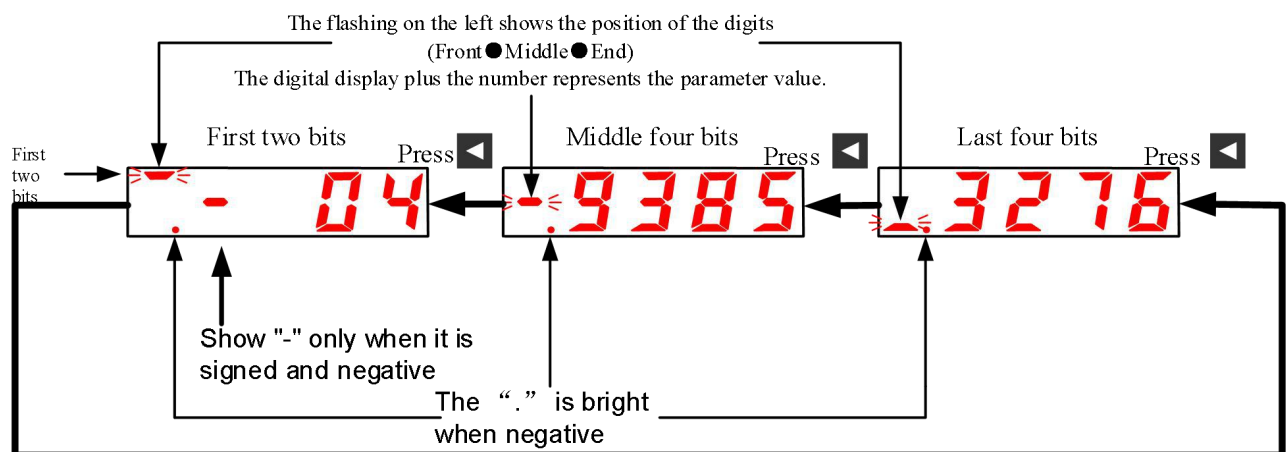 The flashing on the left shows the position of the digits
(Front●Middle●End)
The digital display plus the number represents the parameter value.
First two bits
Middle four bits
Last four bits
Press ◀
Press ◀
Press ◀
First
two
bits
- 04
9385
3276
Show "-" only when it is
signed and negative
The “.” is bright
when negative